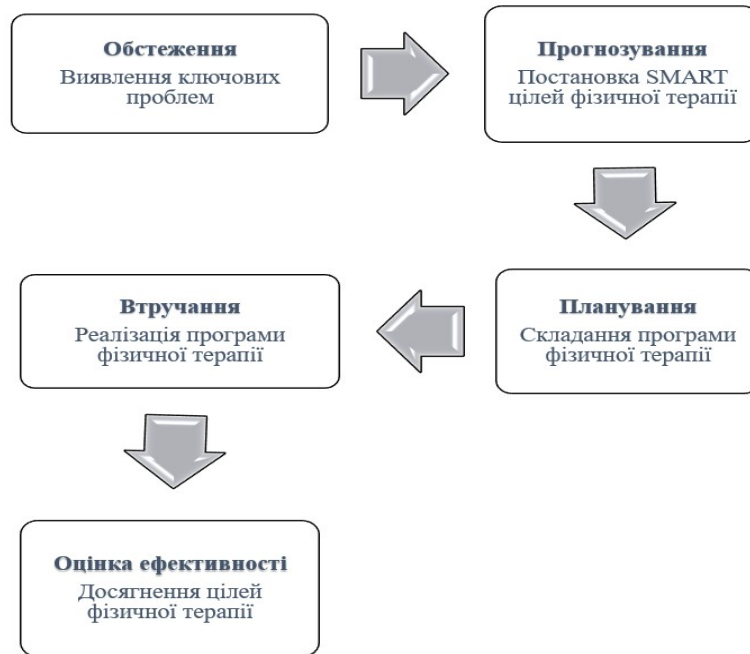 Обстеження
Виявлення ключових
проблем
Прогнозування
Постановка SMART
цілей фізичної терапії
Втручання
Реалізація програми
фізичної терапії
Планування
Складання програми
фізичної терапії
Оцінка ефективності
Досягнення цілей
фізичної терапії